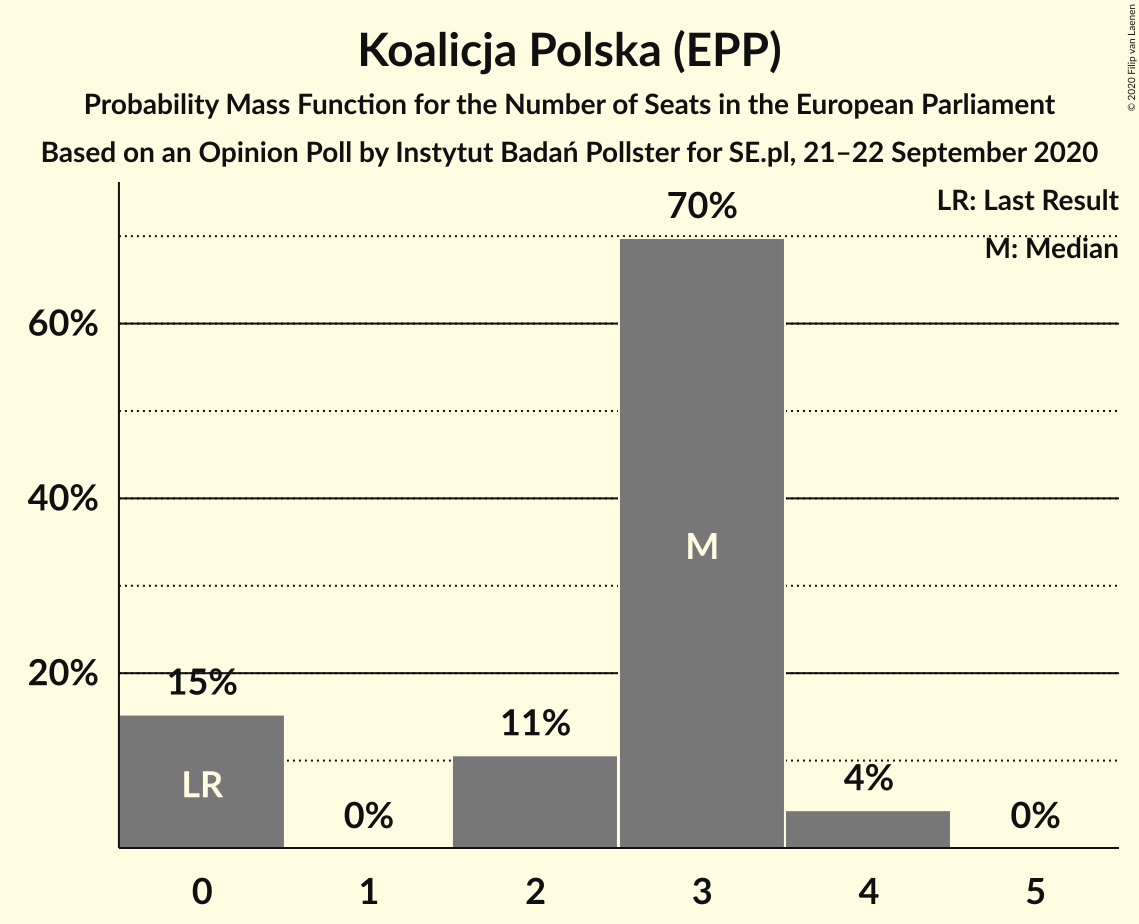 Koalicja Polska (EPP)
Probability Mass Function for the Number of Seats in the European Parliament
Based on an Opinion Poll by Instytut Badań Pollster for SE.pl, 21–22 September 2020
© 2020 Filip van Laenen
LR: Last Result
M: Median
70%
60%
40%
20%
15%
11%
4%
0%
0%
M
LR
0 1 2 3 4 5